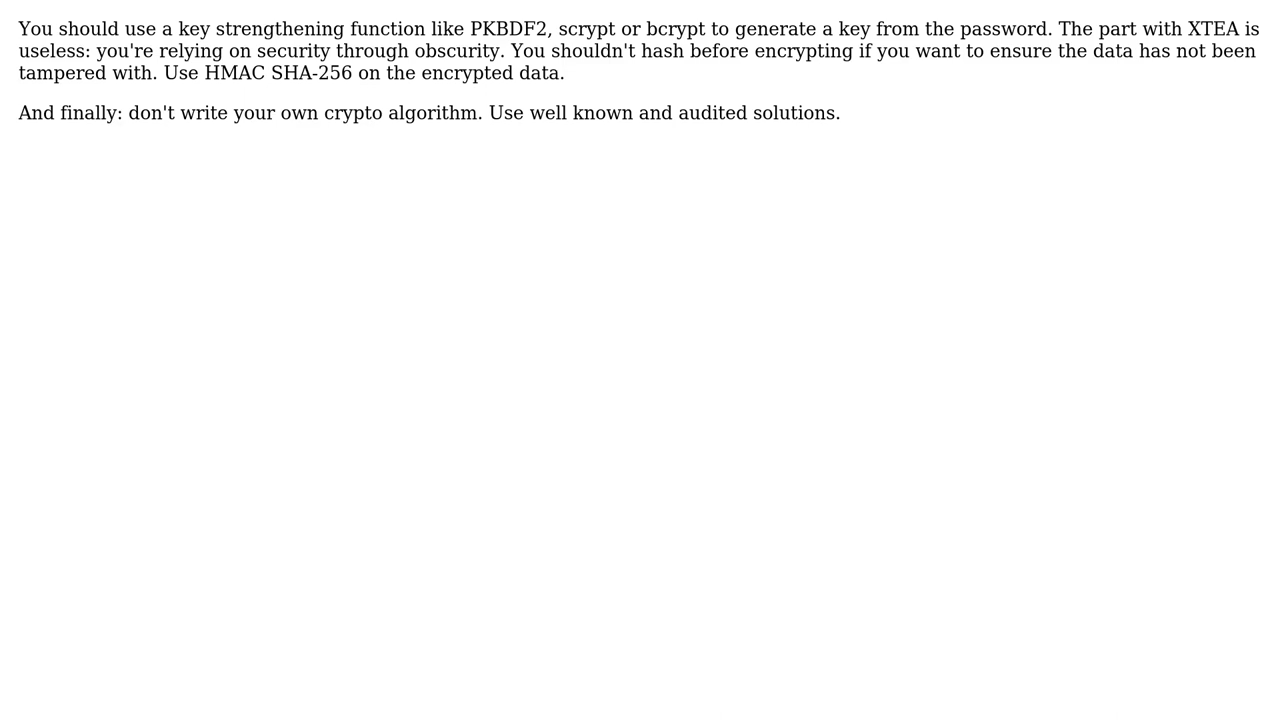 You should use a key strengthening function like PKBDF2, scrypt or bcrypt to generate a key from the password. The part with XTEA is
useless: you're relying on security through obscurity. You shouldn't hash before encrypting if you want to ensure the data has not been
tampered with. Use HMAC SHA-256 on the encrypted data.
And finally: don't write your own crypto algorithm. Use well known and audited solutions.